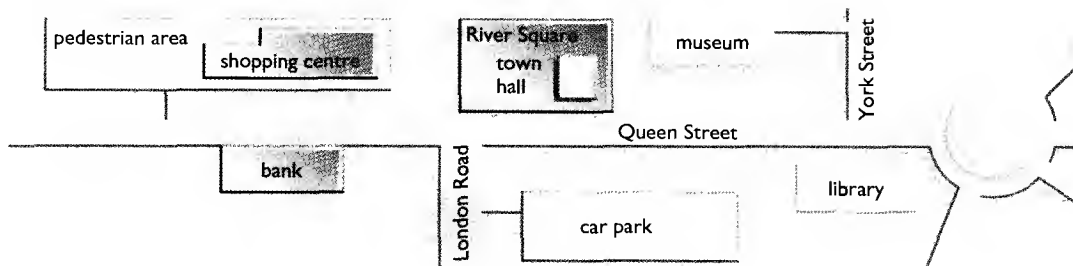 pedestrian area
shopping centre
River Square
town
hall
museum
York Street
Queen Street
bank
London Road
library
car park